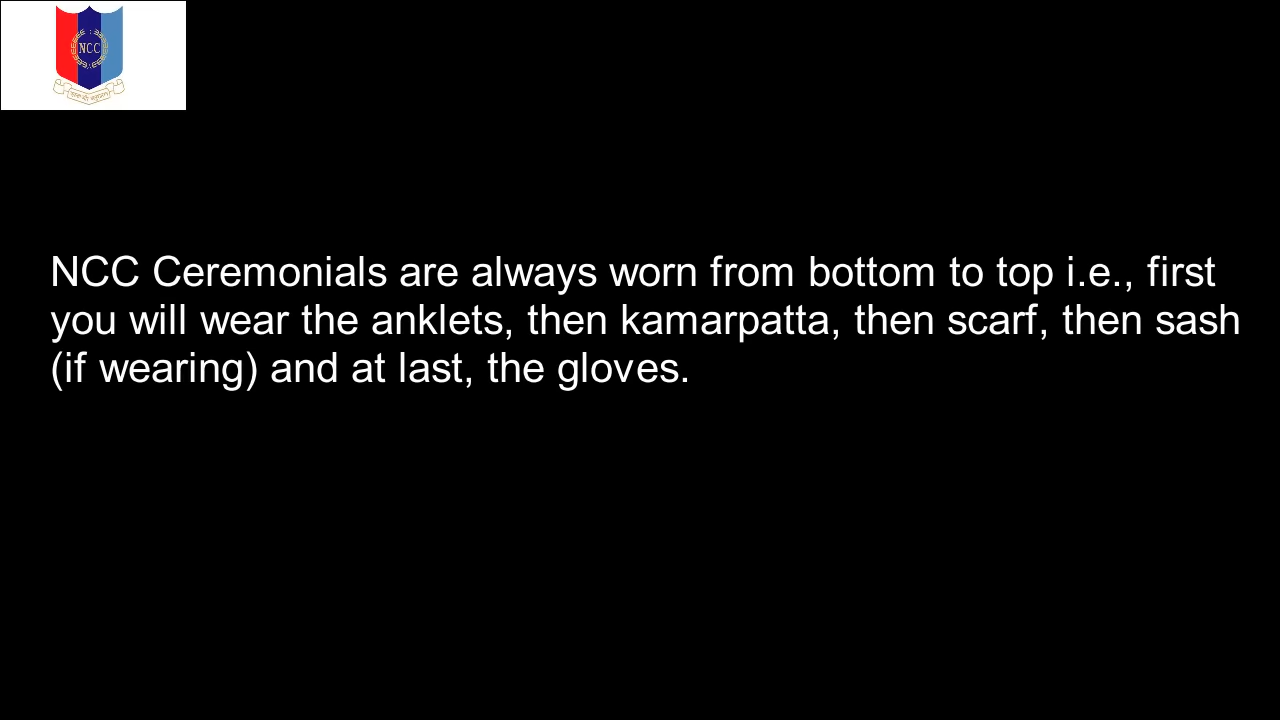 NCC
NCC Ceremonials are always worn from bottom to top i.e., first
you will wear the anklets, then kamarpatta, then scarf, then sash
(if wearing) and at last, the gloves.